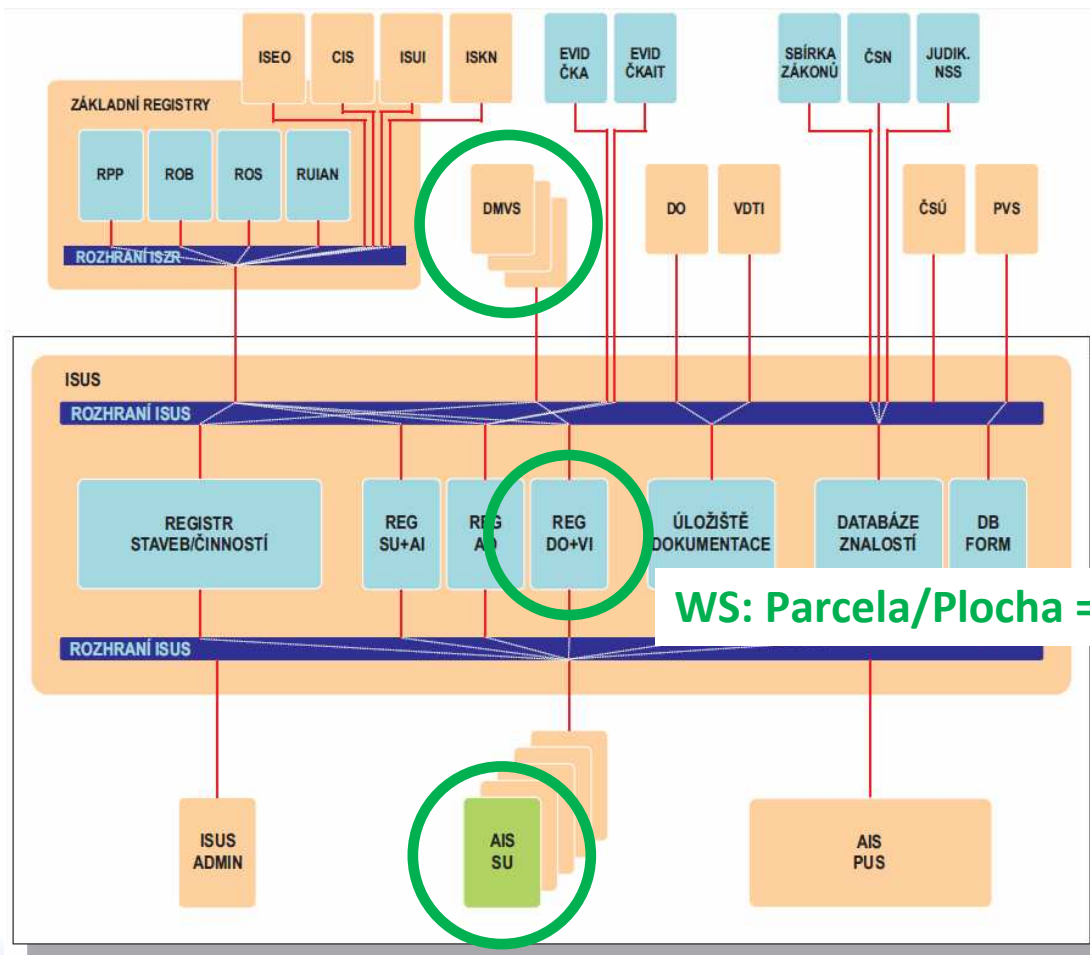 ISEO
CIS
ISUI
ISKN
EVID
ČKA
EVID
ČKAIT
SBÍRKA
ZÁKONŮ
ČSN
JUDIK.
NSS
ZÁKLADNÍ REGISTRY
RPP
ROB
ROS
RUIAN
ROZHRANÍ ISZR
DMVS
DO
VDTI
ČSÚ
PVS
ISUS
ROZHRANÍ ISUS
REGISTR
STAVEB/ČINNOSTÍ
REG
SU+AI
REG
REG
DO+VI
ÚLOŽIŠTĚ
DOKUMENTACE
DATABÁZE
ZNALOSTÍ
DB
FORM
WS: Parcela/Plocha =
ROZHRANÍ ISUS
ISUS
ADMIN
AIS
SU
AIS
PUS